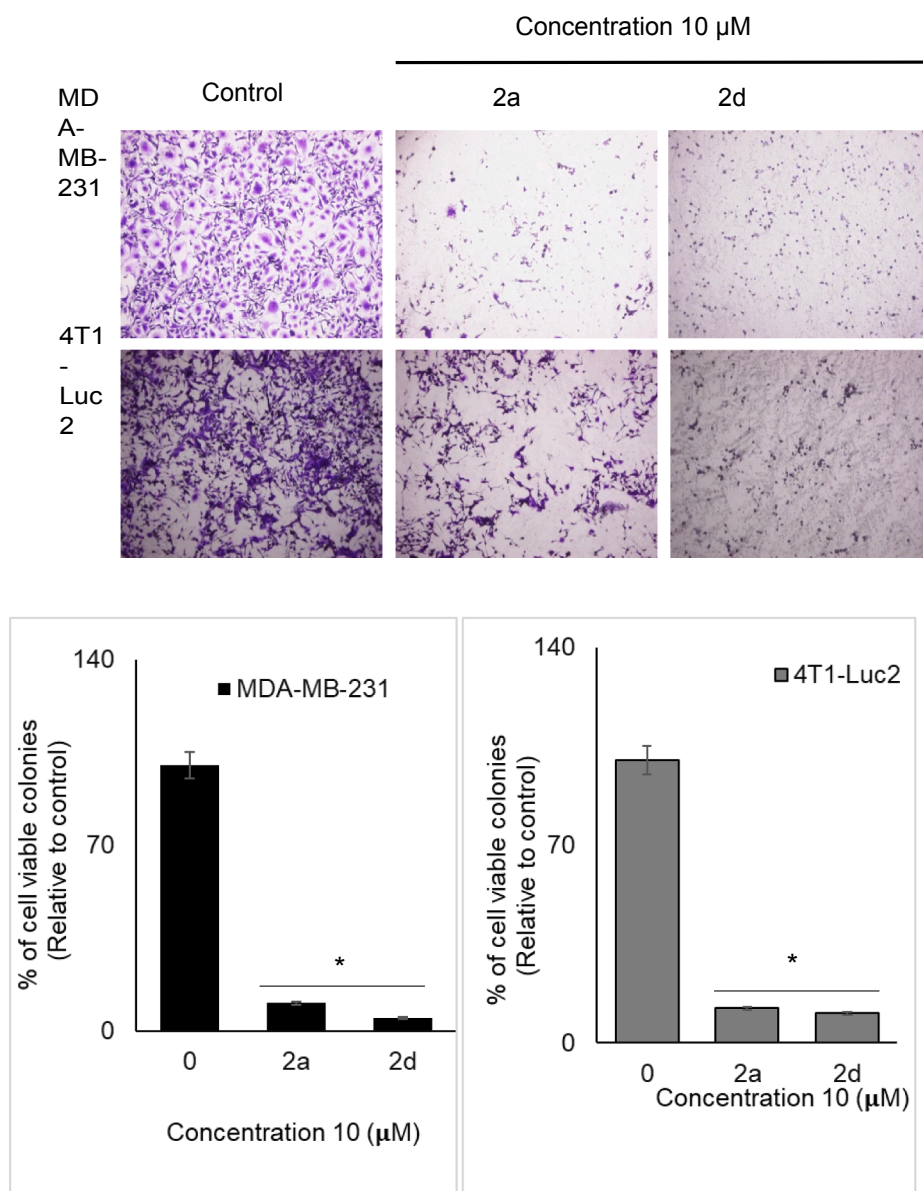 Concentration 10 µM
Control
2a
2d
MD
A-
MB-
231
4T1
-
Luc
2
140
70
0
% of cell viable colonies
(Relative to control)
MDA-MB-231
*
0
2a
2d
Concentration 10 (µM)
140
70
0
% of cell viable colonies
(Relative to control)
4T1-Luc2
*
0
2a
2d
Concentration 10 (µM)